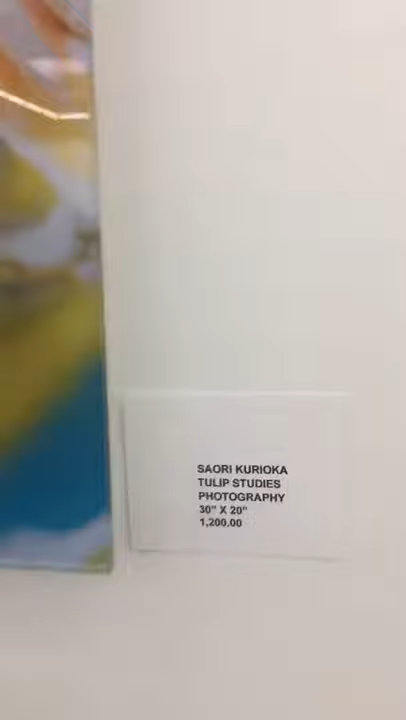 SAORI KURIOKA
TULIP STUDIES
PHOTOGRAPHY
30" X 20"
1,200.00